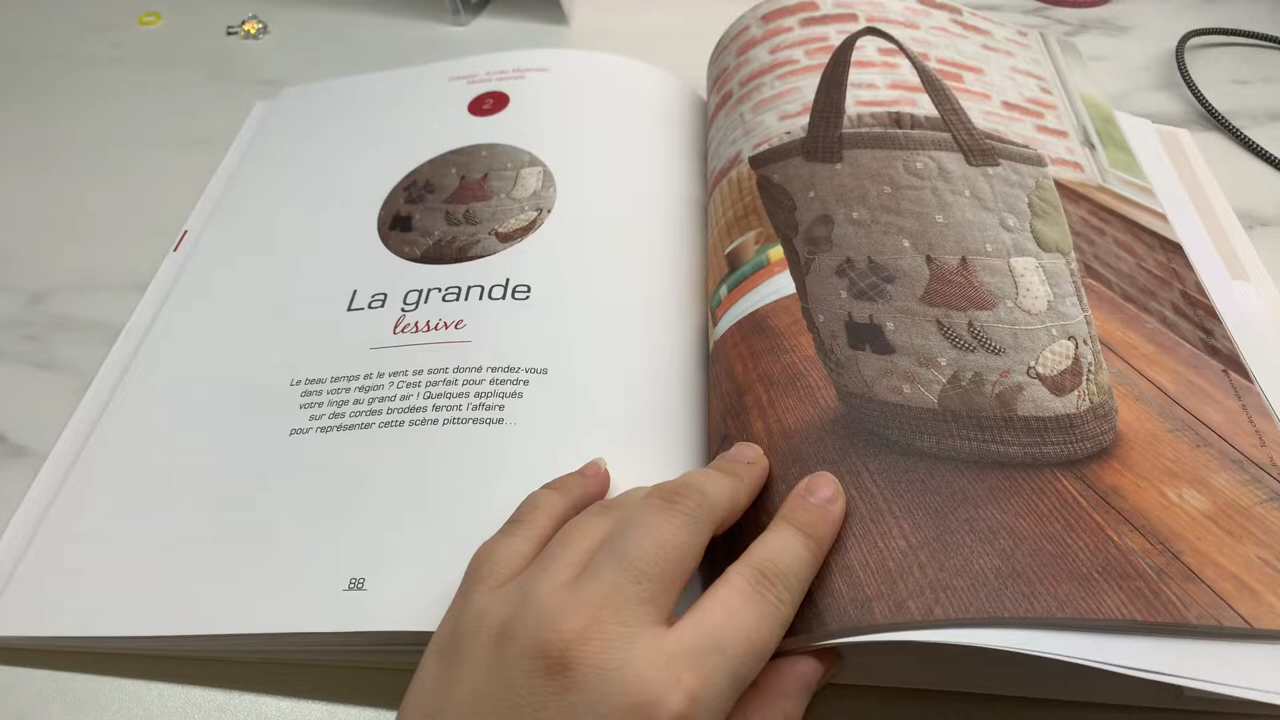 2
La grande
lessive
Le beau temps et le vent se sont donné rendez-vous
dans votre région ? C'est parfait pour étendre
votre linge au grand air ! Quelques appliqués
sur des cordes brodées feront l'affaire
pour représenter cette scène pittoresque...
88